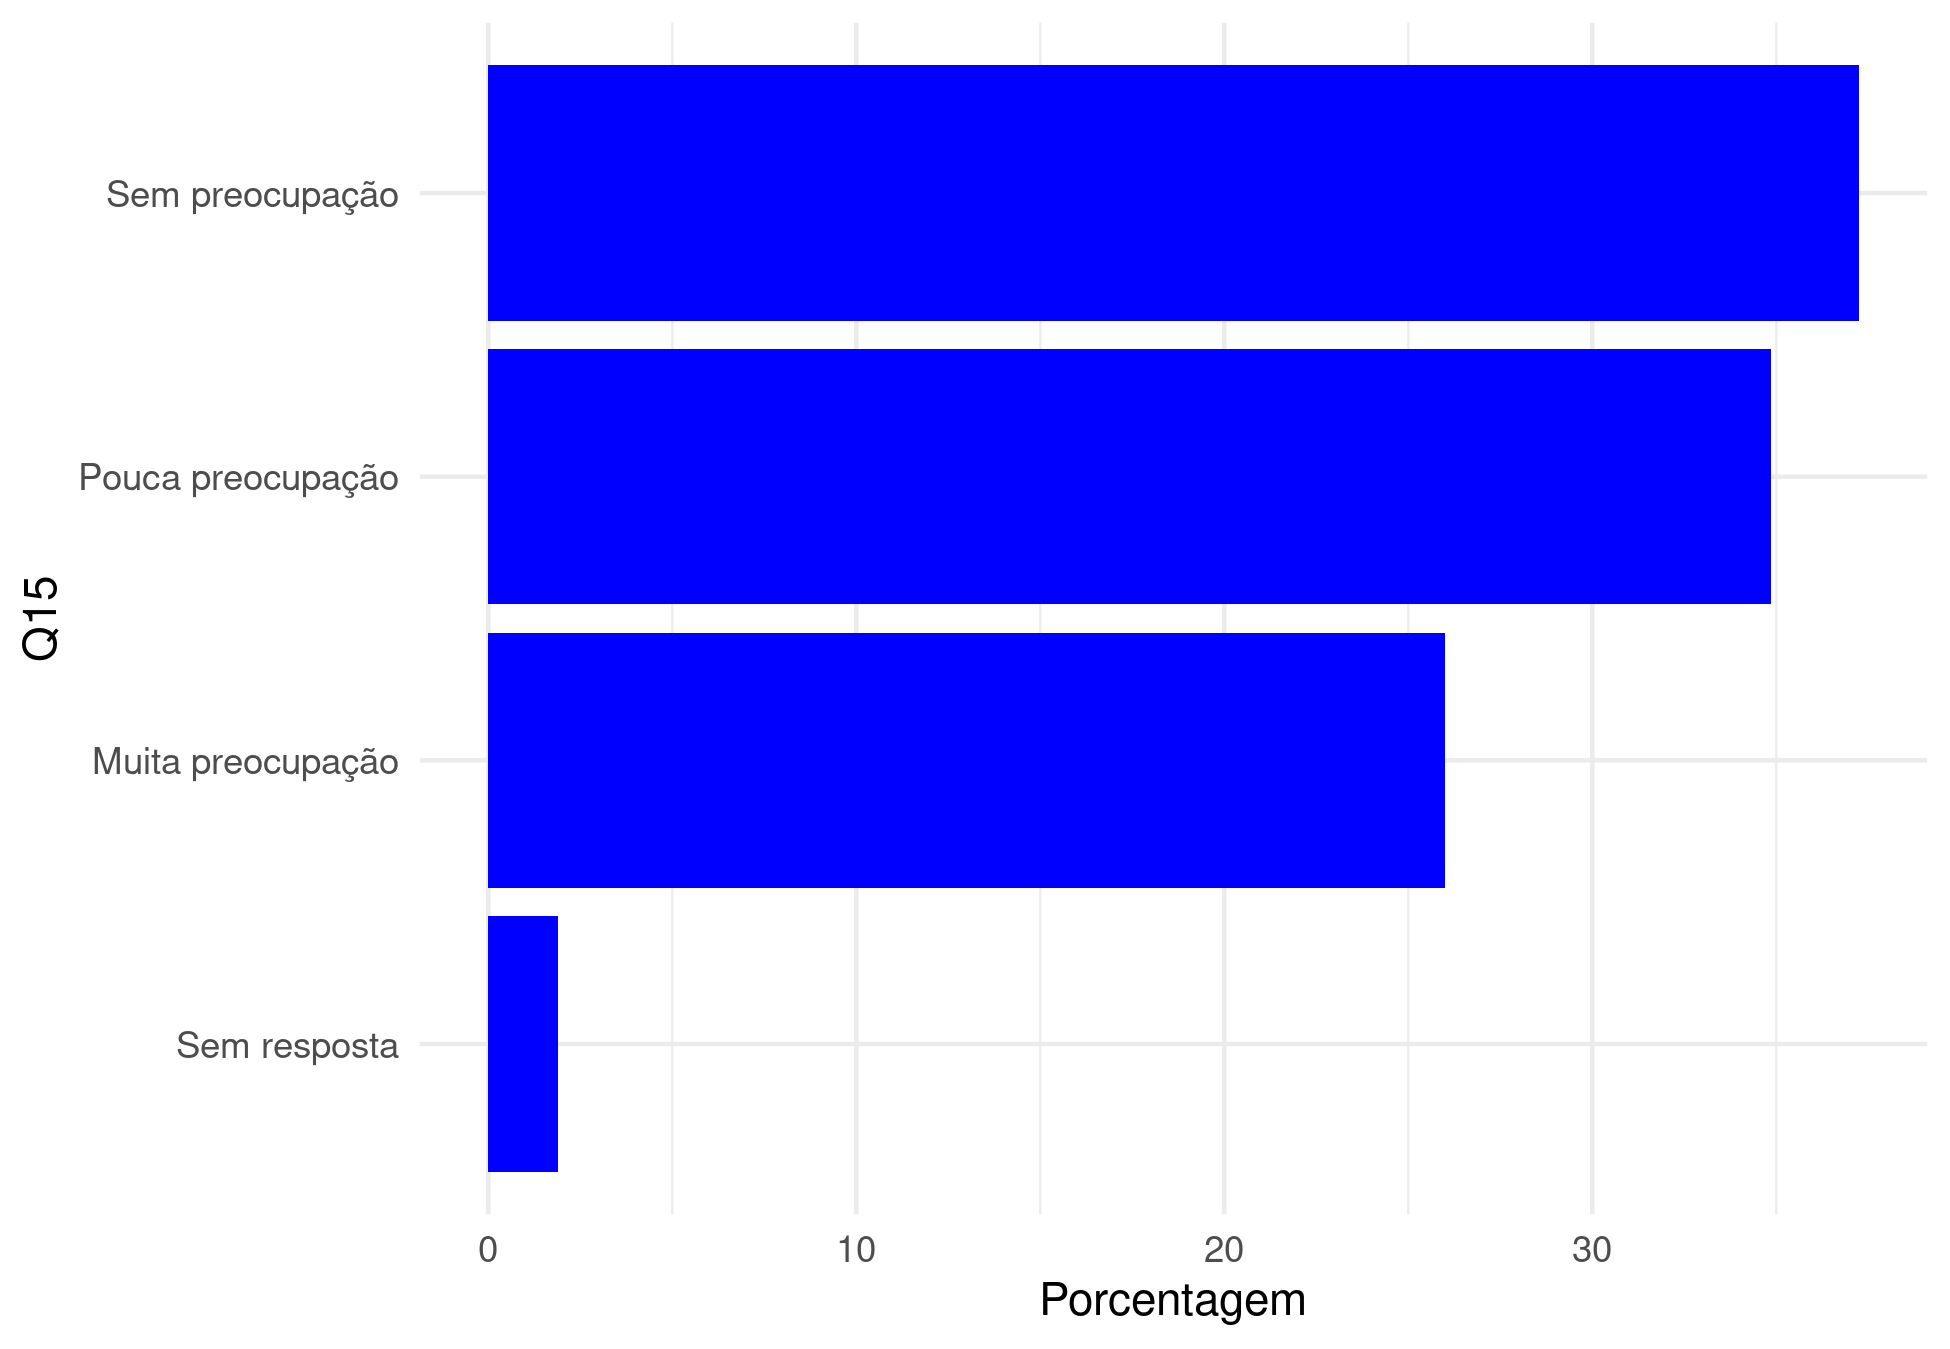 Sem preocupação
Pouca preocupação
Q15
Muita preocupação
Sem resposta
0 10 20 30
Porcentagem